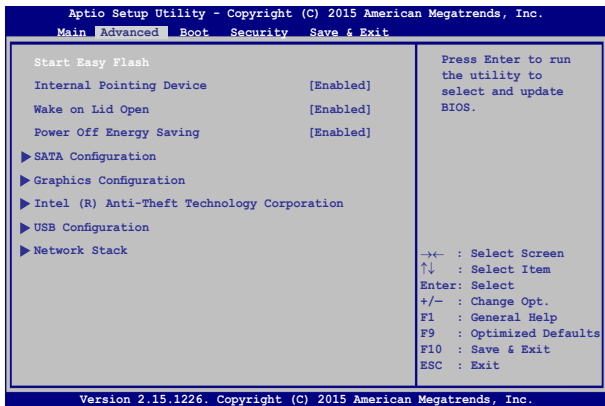 Aptio Setup Utility - Copyright (C) 2015 American Megatrends, Inc.
Main Advanced Boot Security Save & Exit
Start Easy Flash
Internal Pointing Device [Enabled]
Wake on Lid Open [Enabled]
Power Off Energy Saving [Enabled]
SATA Configuration
Graphics Configuration
Intel (R) Anti-Theft Technology Corporation
USB Configuration
Network Stack
Press Enter to run
the utility to
select and update
BIOS.
→← : Select Screen
↑↓ : Select Item
Enter: Select
+/— : Change Opt.
F1 : General Help
F9 : Optimized Defaults
F10 : Save & Exit
ESC : Exit
Version 2.15.1226. Copyright (C) 2015 American Megatrends, Inc.